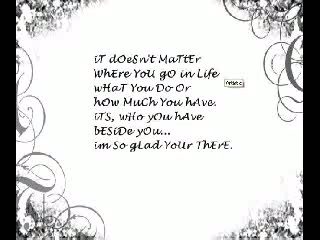 iT dOeSn't MaTtEr
WhEre YoU gO in Life
wHaT You Do Or
hOw MuCh You hAve.
iTS, wHo yOu hAve
bESiDe yOu...
im So gLad YoUr ThErE.